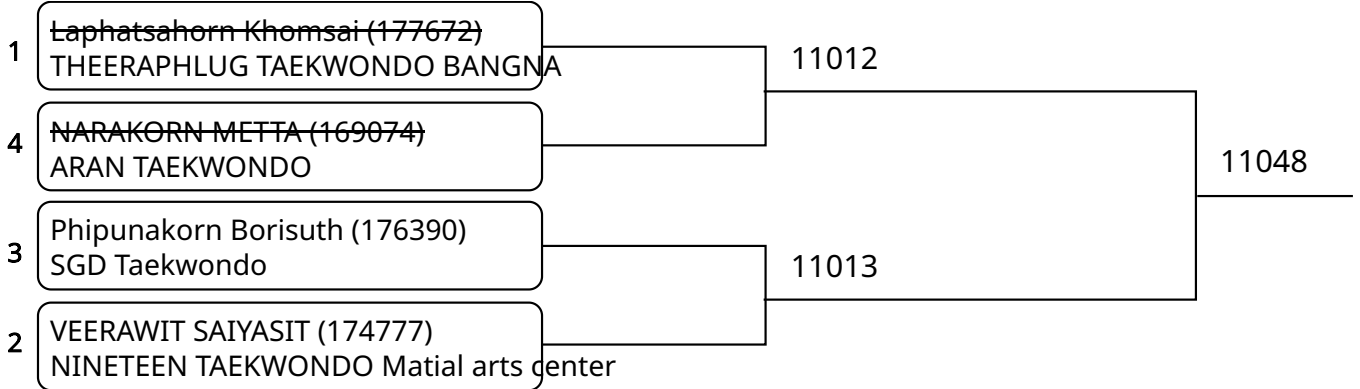 1
Laphatsahorn Khomsai (177672)
THEERAPHLUG TAEKWONDO BANGNA
11012
4
NARAKORN METTA (169074)
ARAN TAEKWONDO
11048
3
Phipunakorn Borisuth (176390)
SGD Taekwondo
11013
2
VEERAWIT SAIYASIT (174777)
NINETEEN TAEKWONDO Matial arts center